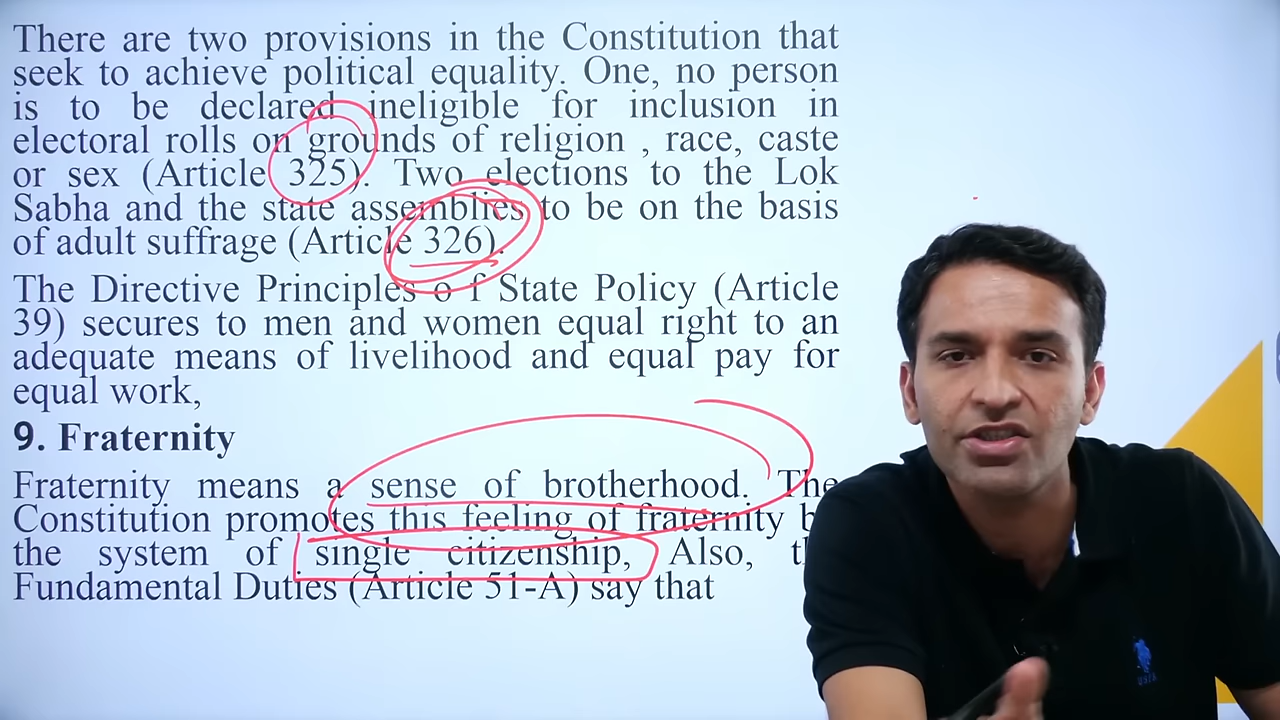 There are two provisions in the Constitution that
seek to achieve political equality. One, no person
is to be declared ineligible for inclusion in
electoral rolls on grounds of religion , race, caste
or sex (Article 325). Two elections to the Lok
Sabha and the state assemblies to be on the basis
of adult suffrage (Article 326).
The Directive Principles o f State Policy (Article
39) secures to men and women equal right to an
adequate means of livelihood and equal pay for
equal work,
9. Fraternity
Fraternity means a sense of brotherhood. The
Constitution promotes this feeling of fraternity
the system of single citizenship, Also,
Fundamental Duties (Article 51-A) say that